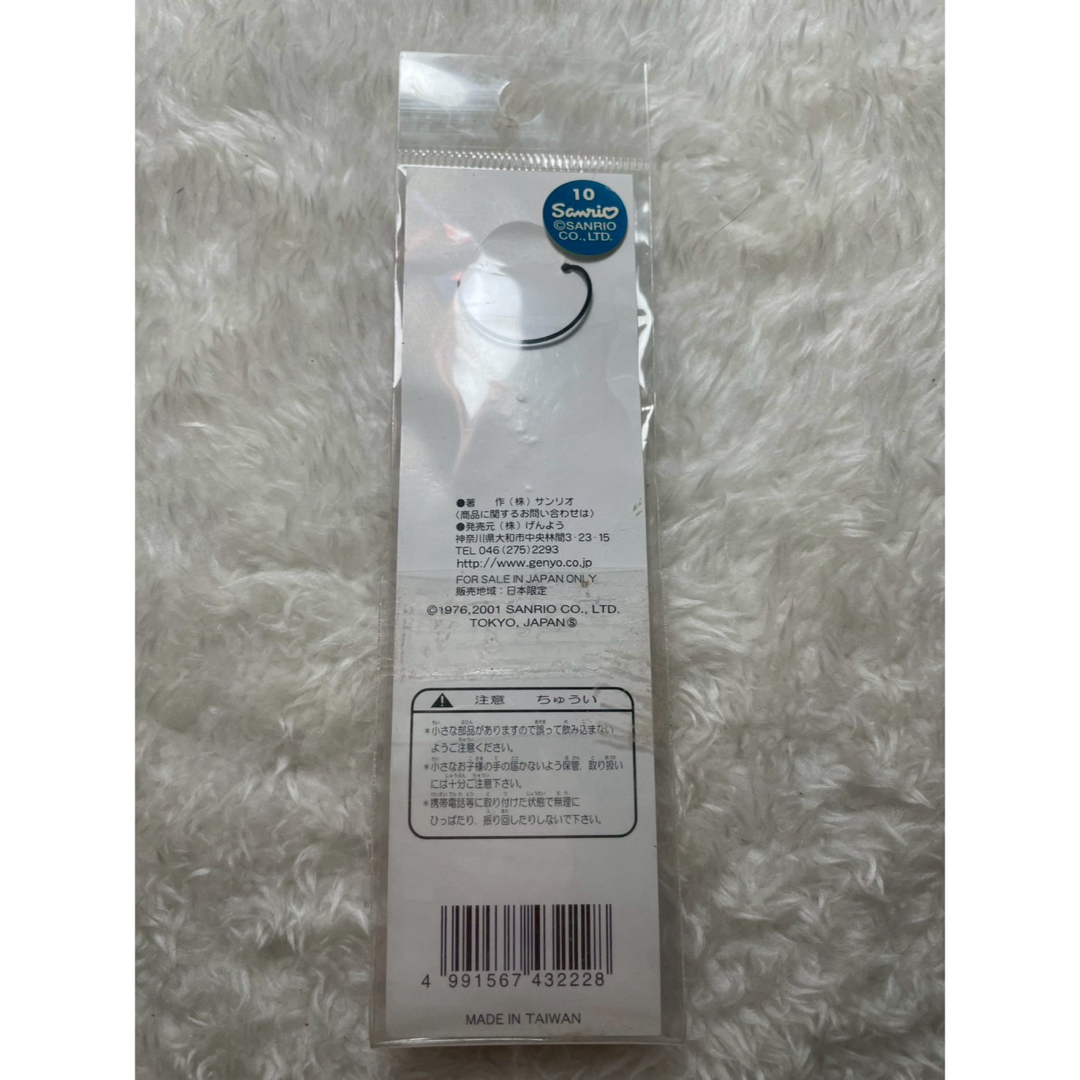 10
Sanrio
©SANRIO
CO., LTD.
●著 作(株)サンリオ
〈商品に関するお問い合わせは〉
●発売元(株)げんよう
神奈川県大和市中央林間3・23・15
TEL 046(275)2293
http://www.genyo.co.jp
FOR SALE IN JAPAN ONLY
販売地域:日本限定
©1976,2001 SANRIO CO., LTD.
TOKYO, JAPAN Ⓢ
注意 ちゅうい
*小さな部品がありますので誤って飲み込まない
ようご注意ください。
*小さなお子様の手の届かないよう保管、取り扱い
には十分ご注意下さい。
*携帯電話等に取り付けた状態で無理に
ひっぱたり、振り回したりしないで下さい。
4 991567 432228
MADE IN TAIWAN